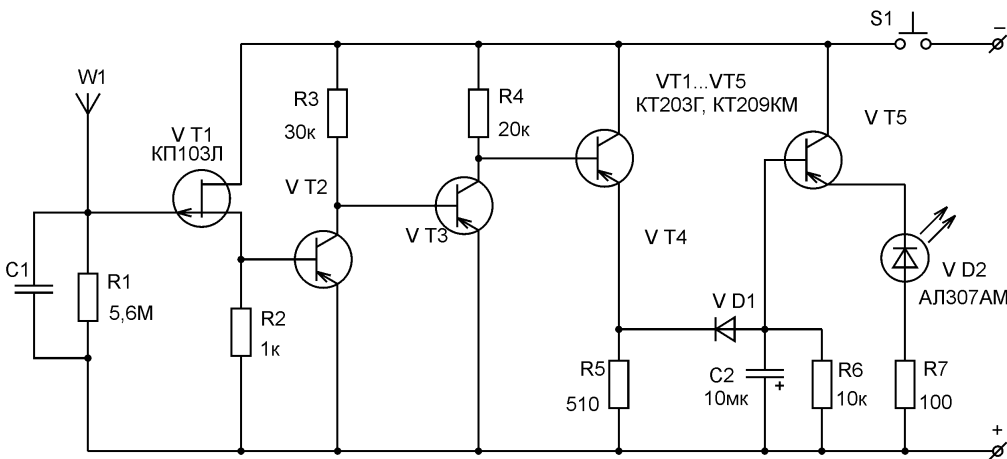 S1
–
W1
R3
30к
R4
20к
VT1...VT5
КТ203Г, КТ209КМ
V T5
V T1
КП103Л
V T2
V T3
V T4
C1
R1
5,6М
R2
1к
V D1
V D2
АЛ307АМ
R5
510
C2
10мк
+
R6
10к
R7
100
+